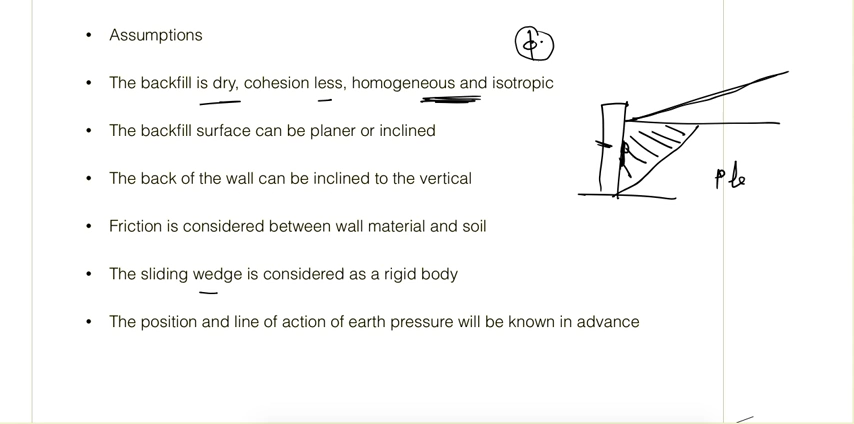 • Assumptions
ϕ
• The backfill is dry, cohesion less, homogeneous and isotropic
• The backfill surface can be planer or inclined
• The back of the wall can be inclined to the vertical
• Friction is considered between wall material and soil
• The sliding wedge is considered as a rigid body
• The position and line of action of earth pressure will be known in advance